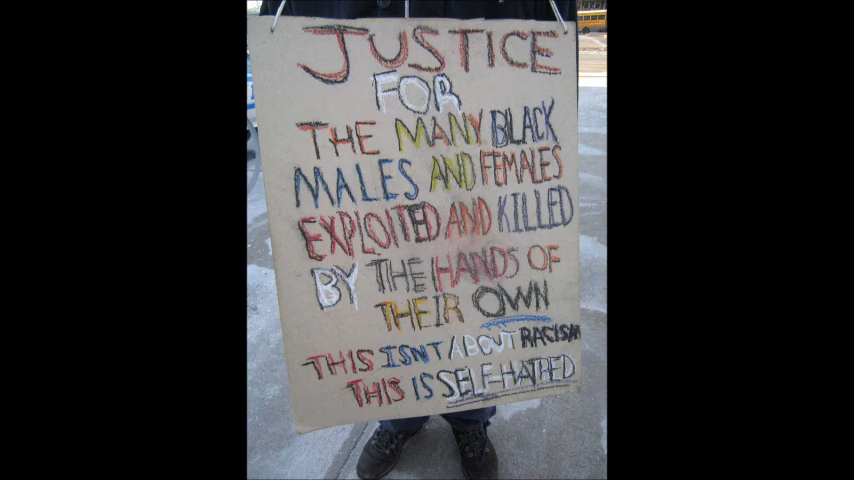 JUSTICE
FOR
THE MANY BLACK
MALES AND FEMALES
EXPLOITED AND KILLED
BY THE HANDS OF
THEIR OWN
THIS ISNT ABOUT RACISM
THIS IS SELF-HATRED